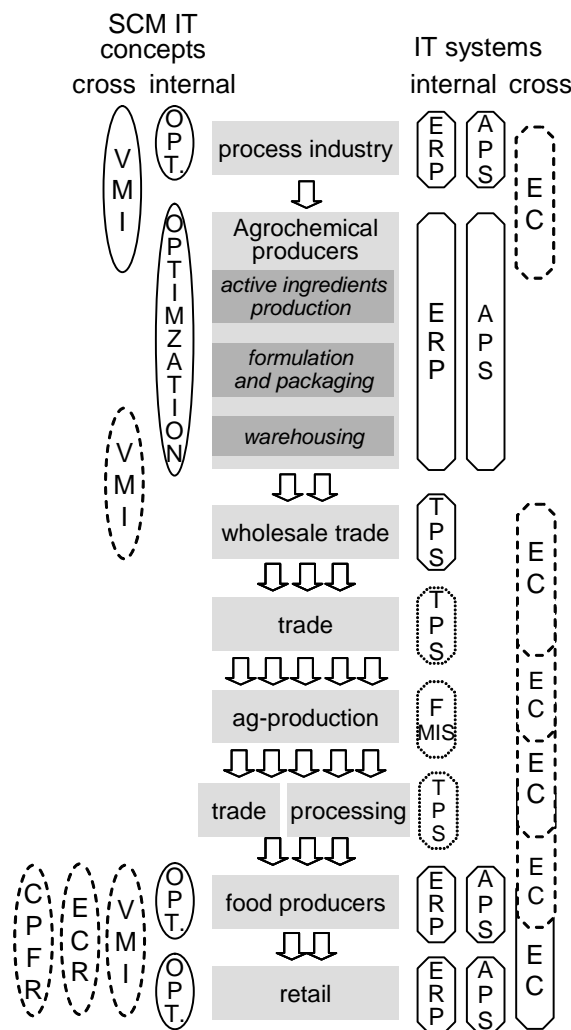 SCM IT
concepts
cross internal
IT systems
internal cross
VMI
OPT.
process industry
ERP
APS
EC
OPTIMZATION
Agrochemical
producers
active ingredients
production
formulation
and packaging
warehousing
ERP
APS
VMI
wholesale trade
TPS
EC
trade
TPS
ag-production
F
MIS
EC
trade
processing
TPS
EC
CPFR
ECR
VMI
OPT.
food producers
ERP
APS
EC
OPT.
retail
ERP
APS
EC